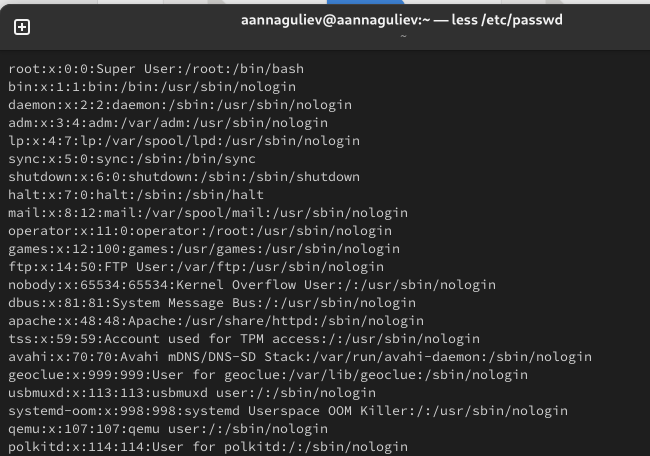 aannaguliev@aannaguliev:~ — less /etc/passwd
~
root:x:0:0:Super User:/root:/bin/bash
bin:x:1:1:bin:/bin:/usr/sbin/nologin
daemon:x:2:2:daemon:/sbin:/usr/sbin/nologin
adm:x:3:4:adm:/var/adm:/usr/sbin/nologin
lp:x:4:7:lp:/var/spool/lpd:/usr/sbin/nologin
sync:x:5:0:sync:/sbin:/bin/sync
shutdown:x:6:0:shutdown:/sbin:/sbin/shutdown
halt:x:7:0:halt:/sbin:/sbin/halt
mail:x:8:12:mail:/var/spool/mail:/usr/sbin/nologin
operator:x:11:0:operator:/root:/usr/sbin/nologin
games:x:12:100:games:/usr/games:/usr/sbin/nologin
ftp:x:14:50:FTP User:/var/ftp:/usr/sbin/nologin
nobody:x:65534:65534:Kernel Overflow User:/:/usr/sbin/nologin
dbus:x:81:81:System Message Bus:/:/usr/sbin/nologin
apache:x:48:48:Apache:/usr/share/httpd:/sbin/nologin
tss:x:59:59:Account used for TPM access:/:/usr/sbin/nologin
avahi:x:70:70:Avahi mDNS/DNS-SD Stack:/var/run/avahi-daemon:/sbin/nologin
geoclue:x:999:999:User for geoclue:/var/lib/geoclue:/sbin/nologin
usbmuxd:x:113:113:usbmuxd user:/:/sbin/nologin
systemd-oom:x:998:998:systemd Userspace OOM Killer:/:/usr/sbin/nologin
qemu:x:107:107:qemu user:/:/sbin/nologin
polkitd:x:114:114:User for polkitd:/:/sbin/nologin